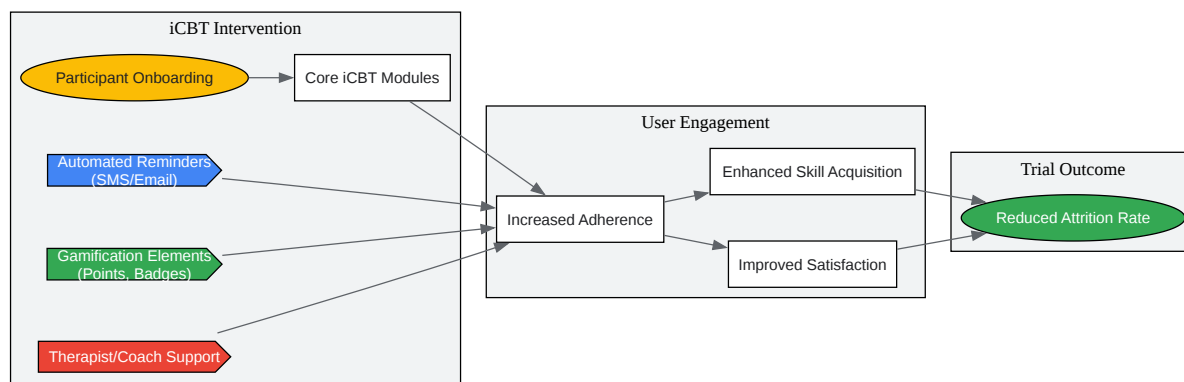 iCBT Intervention
Participant Onboarding
Core iCBT Modules
Automated Reminders
(SMS/Email)
Gamification Elements
(Points, Badges)
Therapist/Coach Support
User Engagement
Increased Adherence
Enhanced Skill Acquisition
Improved Satisfaction
Trial Outcome
Reduced Attrition Rate